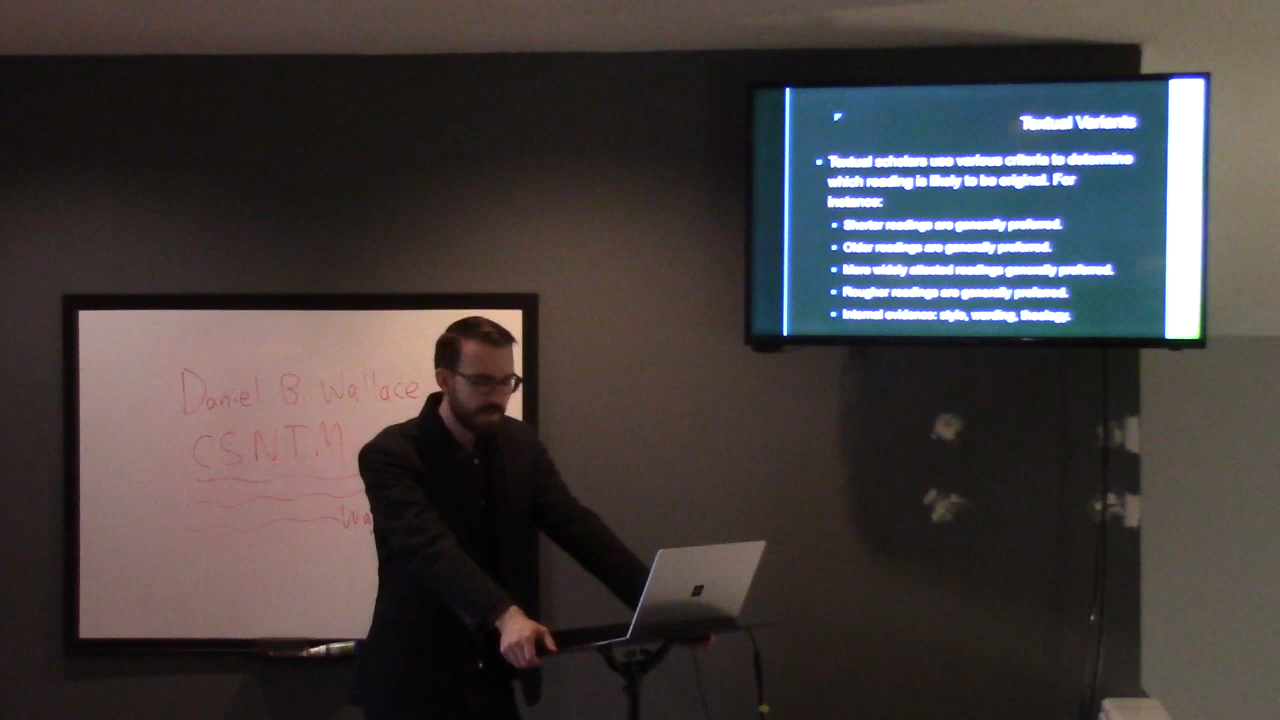 Daniel B. Wallace
CSNTM
Textual Variants
Textual scholars use various criteria to determine
which reading is likely to be original. For
instance:
Shorter readings are generally preferred.
Older readings are generally preferred.
More widely attested readings generally preferred.
Rougher readings are generally preferred.
Internal evidence: style, wording, theology.